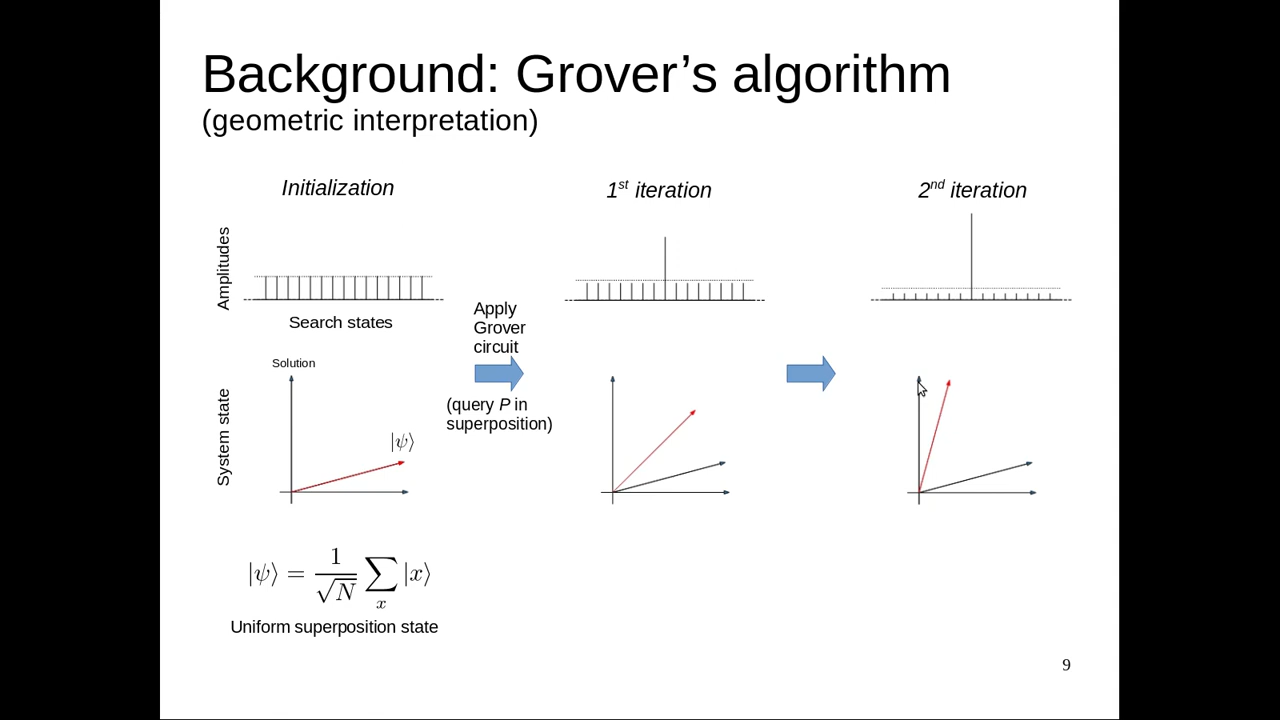 Background: Grover’s algorithm
(geometric interpretation)
Initialization
1st iteration
2nd iteration
Amplitudes
Search states
Apply
Grover
circuit
(query P in
superposition)
System state
Solution
|ψ⟩
|ψ⟩ = 1/√N ∑x |x⟩
Uniform superposition state
9